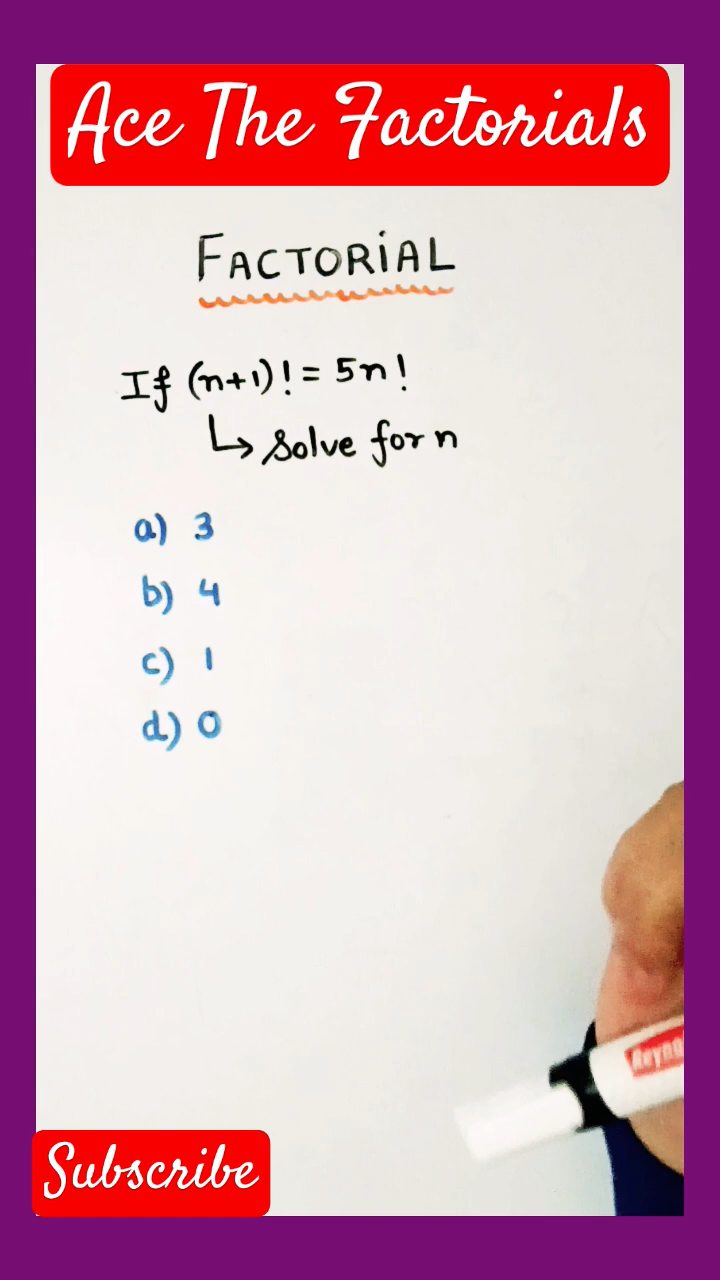 Ace The Factorials
FACTORIAL
If (n+1)! = 5n!
↳ Solve for n
a) 3
b) 4
c) 1
d) 0
Subscribe